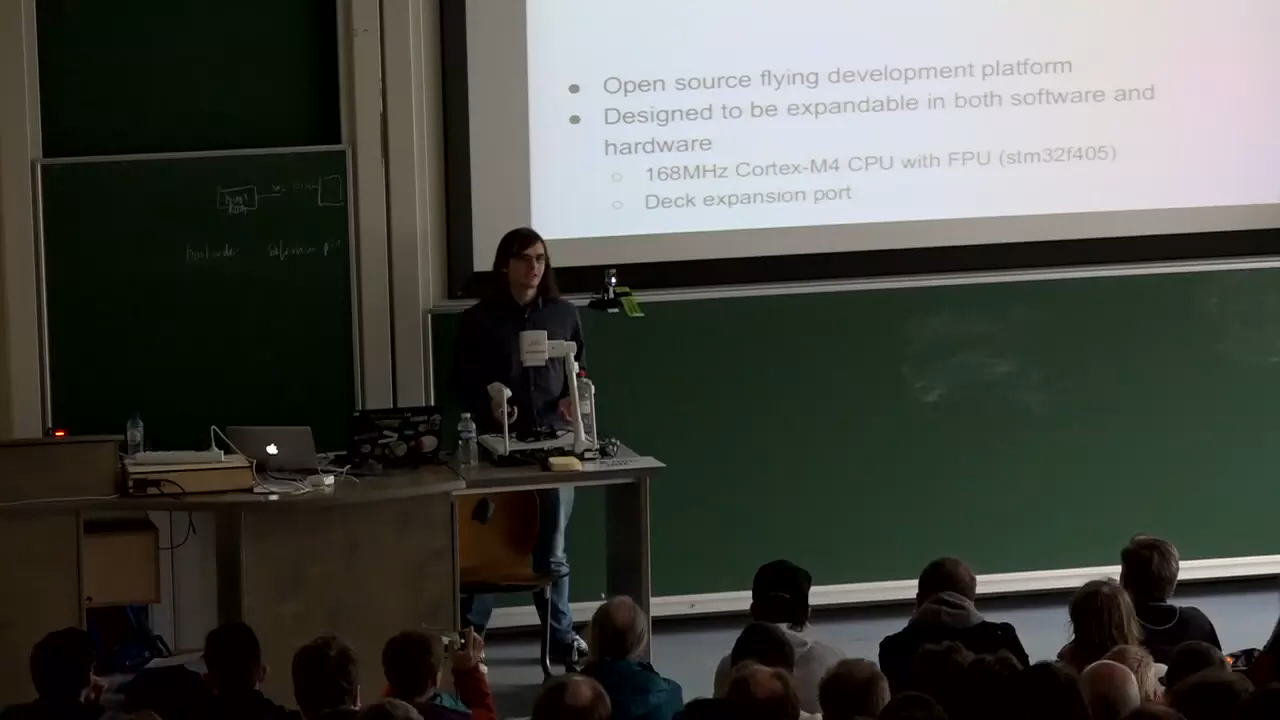 Open source flying development platform
Designed to be expandable in both software and
hardware
168MHz Cortex-M4 CPU with FPU (stm32f405)
Deck expansion port